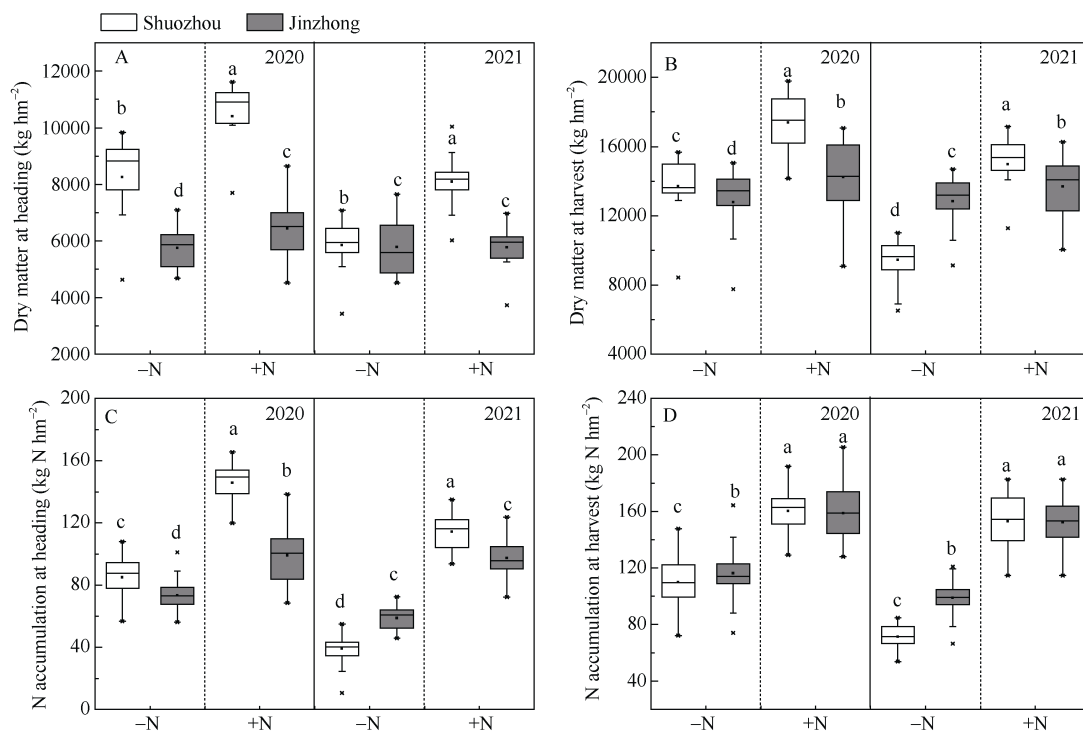 Shuozhou Jinzhong
A 2020 2021
Dry matter at heading (kg hm⁻²)
12000
10000
8000
6000
4000
2000
b d a c b c a c
−N +N −N +N
B 2020 2021
Dry matter at harvest (kg hm⁻²)
20000
16000
12000
8000
4000
c d a b d c a b
−N +N −N +N
C 2020 2021
N accumulation at heading (kg N hm⁻²)
200
160
120
80
40
0
c d a b d c a c
−N +N −N +N
D 2020 2021
N accumulation at harvest (kg N hm⁻²)
240
200
160
120
80
40
c b a a c b a a
−N +N −N +N